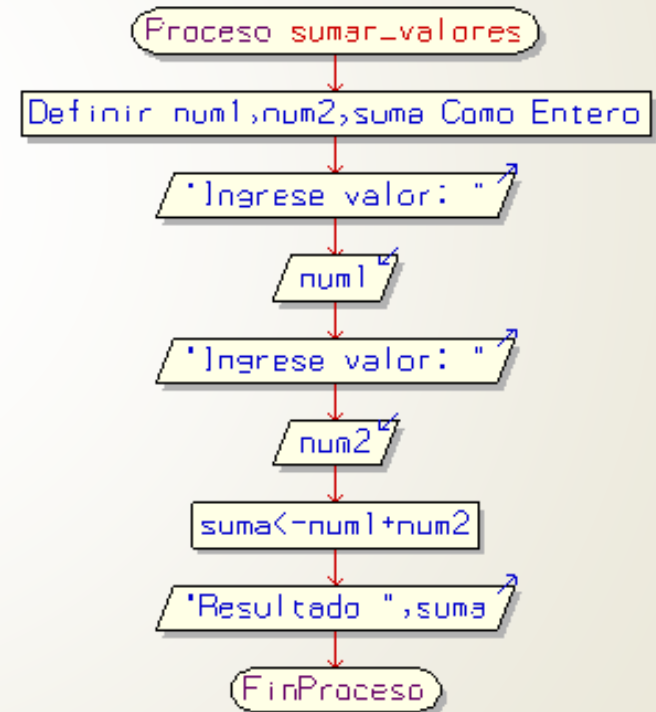 Proceso sumar_valores
Definir num1,num2,suma Como Entero
"Ingrese valor: "
num1
"Ingrese valor: "
num2
suma<-num1+num2
"Resultado ",suma
FinProceso